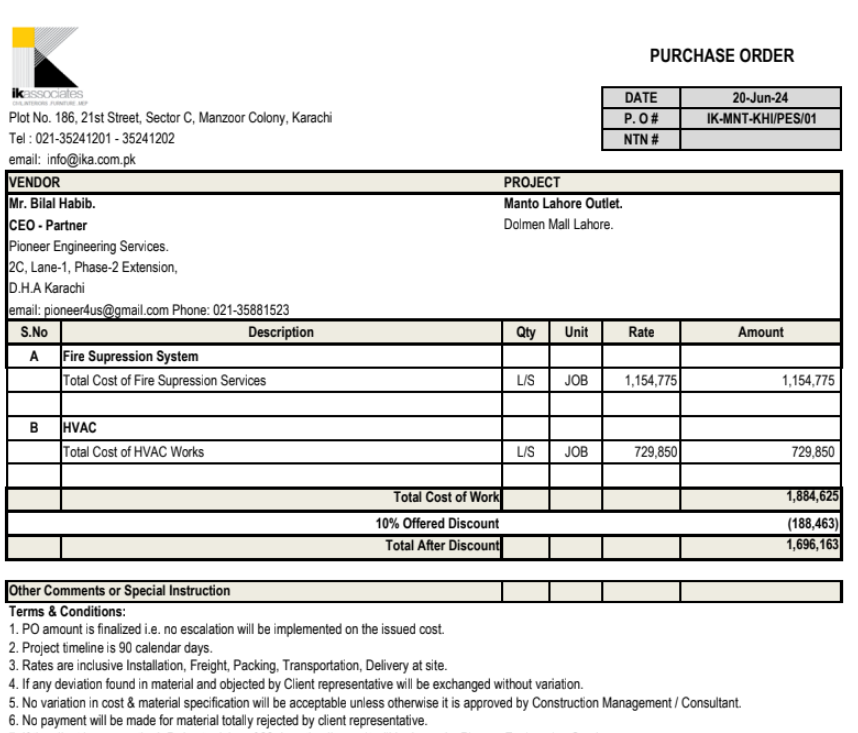 PURCHASE ORDER
ikassociates
DATE 20-Jun-24
Plot No. 186, 21st Street, Sector C, Manzoor Colony, Karachi
P. O # IK-MNT-KHI/PES/01
Tel : 021-35241201 - 35241202
NTN #
email: info@ika.com.pk
VENDOR PROJECT
Mr. Bilal Habib. Manto Lahore Outlet.
CEO - Partner Dolmen Mall Lahore.
Pioneer Engineering Services.
2C, Lane-1, Phase-2 Extension,
D.H.A Karachi
email: pioneer4us@gmail.com Phone: 021-35881523
S.No Description Qty Unit Rate Amount
A Fire Supression System
Total Cost of Fire Supression Services L/S JOB 1,154,775 1,154,775
B HVAC
Total Cost of HVAC Works L/S JOB 729,850 729,850
Total Cost of Work 1,884,625
10% Offered Discount (188,463)
Total After Discount 1,696,163
Other Comments or Special Instruction
Terms & Conditions:
1. PO amount is finalized i.e. no escalation will be implemented on the issued cost.
2. Project timeline is 90 calendar days.
3. Rates are inclusive Installation, Freight, Packing, Transportation, Delivery at site.
4. If any deviation found in material and objected by Client representative will be exchanged without variation.
5. No variation in cost & material specification will be acceptable unless otherwise it is approved by Construction Management / Consultant.
6. No payment will be made for material totally rejected by client representative.